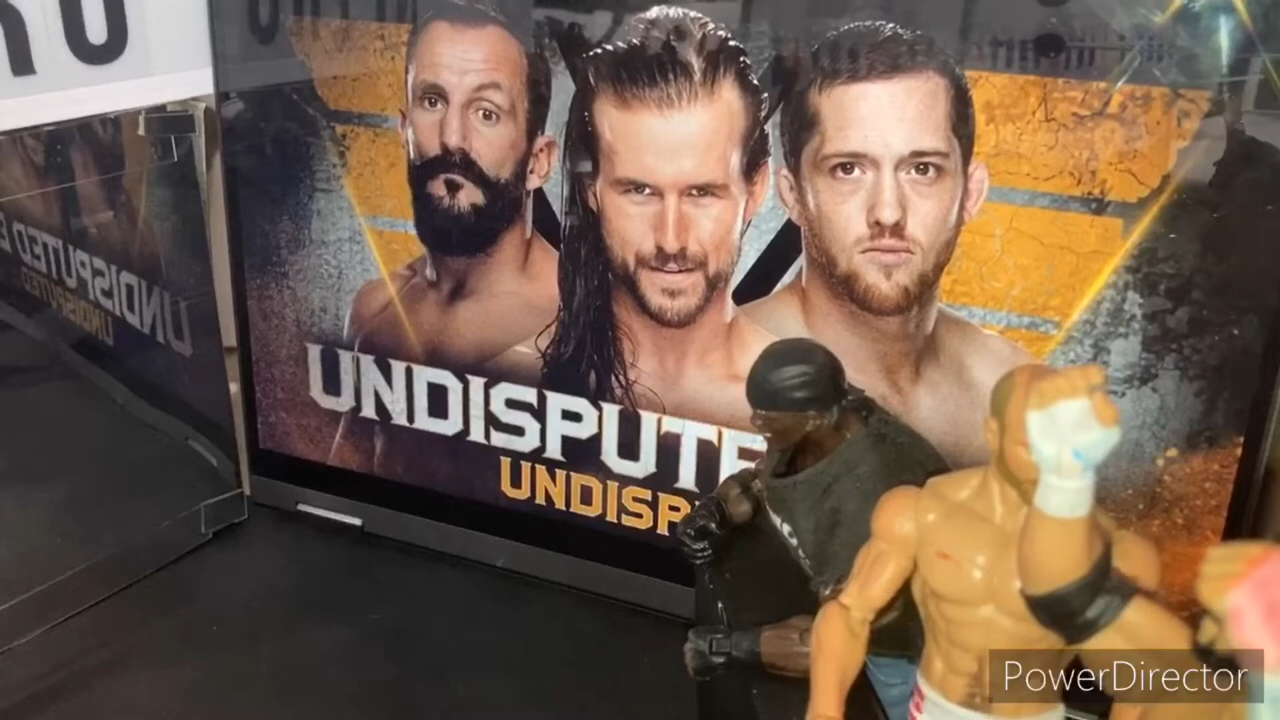 UNDISPUTE
UNDISP
UNDISPUTED E
UNDISPUTED
PowerDirector